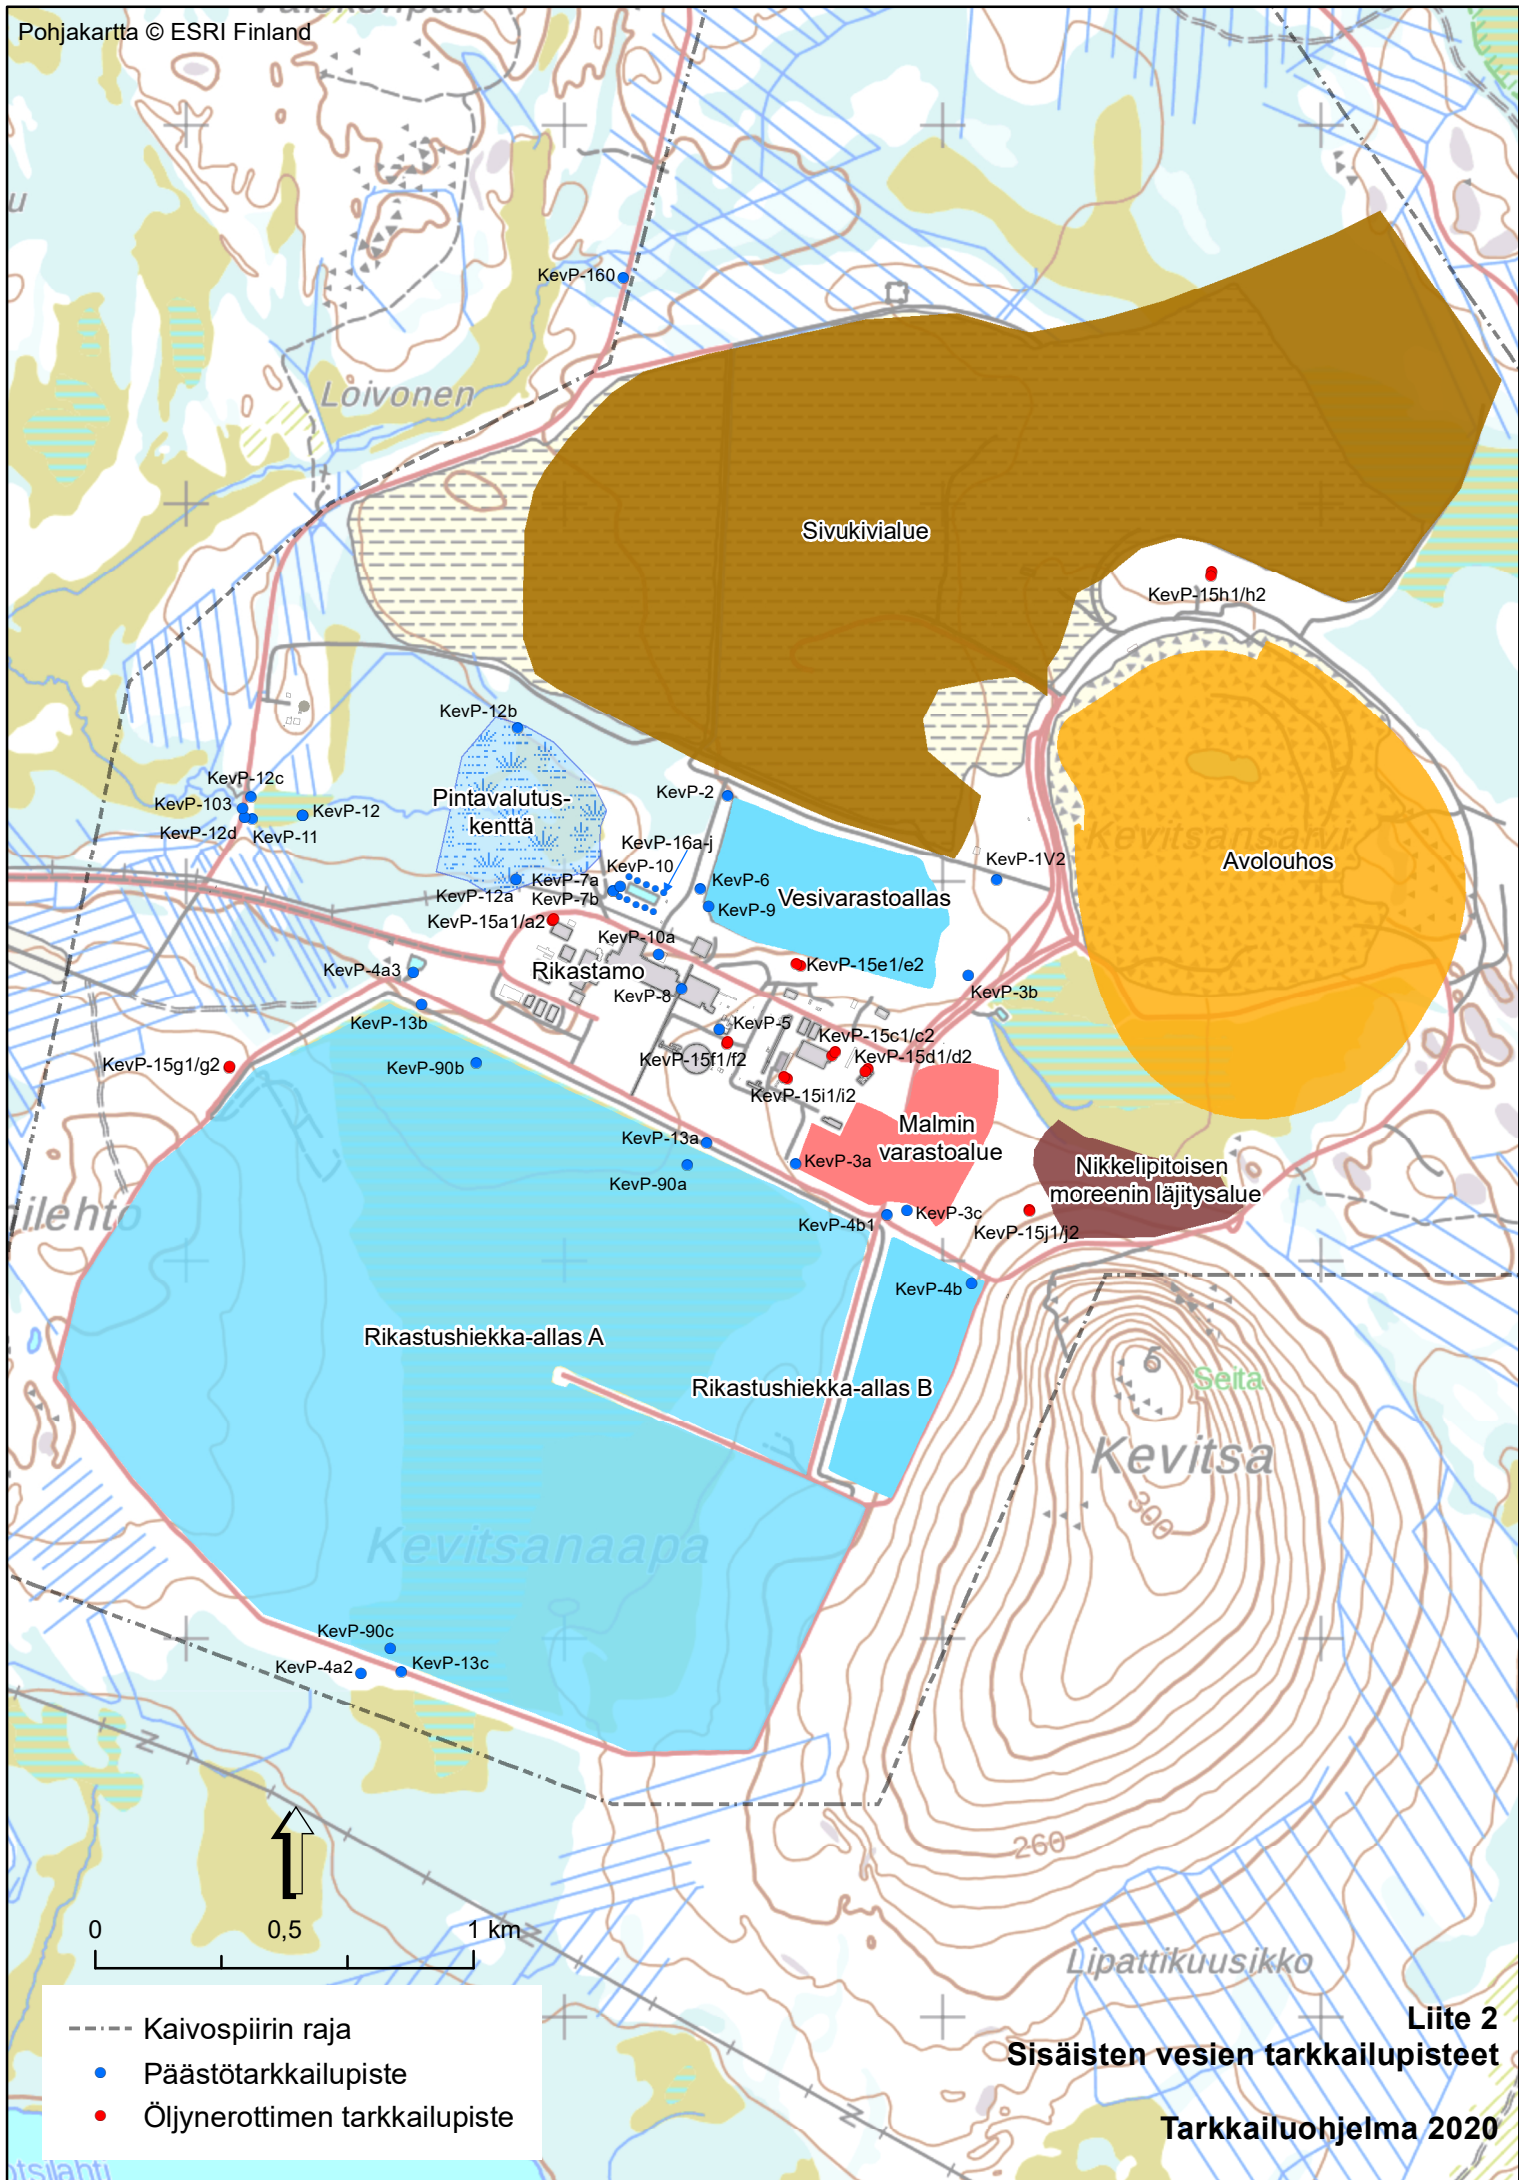 Pohjakartta © ESRI Finland
KevP-160
Loivonen
Sivukivialue
KevP-15h1/h2
KevP-12b
KevP-12c
KevP-103
KevP-12
KevP-12d
KevP-11
Pintavalutus-
kenttä
KevP-2
KevP-16a-j
KevP-10
KevP-7a
KevP-7b
KevP-12a
KevP-15a1/a2
KevP-6
KevP-9
Vesivarastoallas
KevP-1V2
Avolouhos
KevP-10a
Rikastamo
KevP-4a3
KevP-8
KevP-15e1/e2
KevP-3b
KevP-13b
KevP-5
KevP-15c1/c2
KevP-15f1/f2
KevP-15d1/d2
KevP-15g1/g2
KevP-90b
KevP-15i1/i2
KevP-13a
KevP-90a
KevP-3a
Malmin
varastoalue
Nikkelipitoisen
moreenin läjitysalue
KevP-4b1
KevP-3c
KevP-15j1/j2
KevP-4b
Rikastushiekka-allas A
Rikastushiekka-allas B
Seita
Kevitsa
300
Kevitsanaapa
KevP-90c
KevP-4a2
KevP-13c
260
Lipattikuusikko
0 0,5 1 km
Kaivospiirin raja
Päästötarkkailupiste
Öljynerottimen tarkkailupiste
Liite 2
Sisäisten vesien tarkkailupisteet
Tarkkailuohjelma 2020